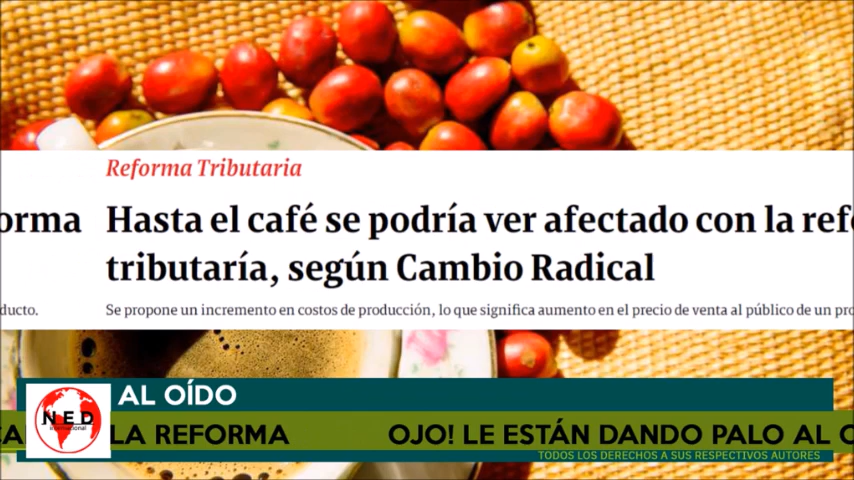 Reforma Tributaria
orma
Hasta el café se podría ver afectado con la refo
tributaría, según Cambio Radical
ducto.
Se propone un incremento en costos de producción, lo que significa aumento en el precio de venta al público de un pro
AL OÍDO
NED
international
LA REFORMA
OJO! LE ESTÁN DANDO PALO AL
TODOS LOS DERECHOS A SUS RESPECTIVOS AUTORES